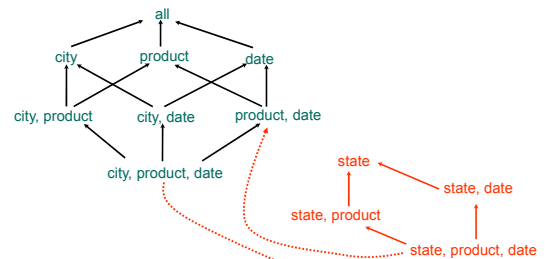 all
city product date
city, product city, date product, date
city, product, date
state
state, date
state, product
state, product, date